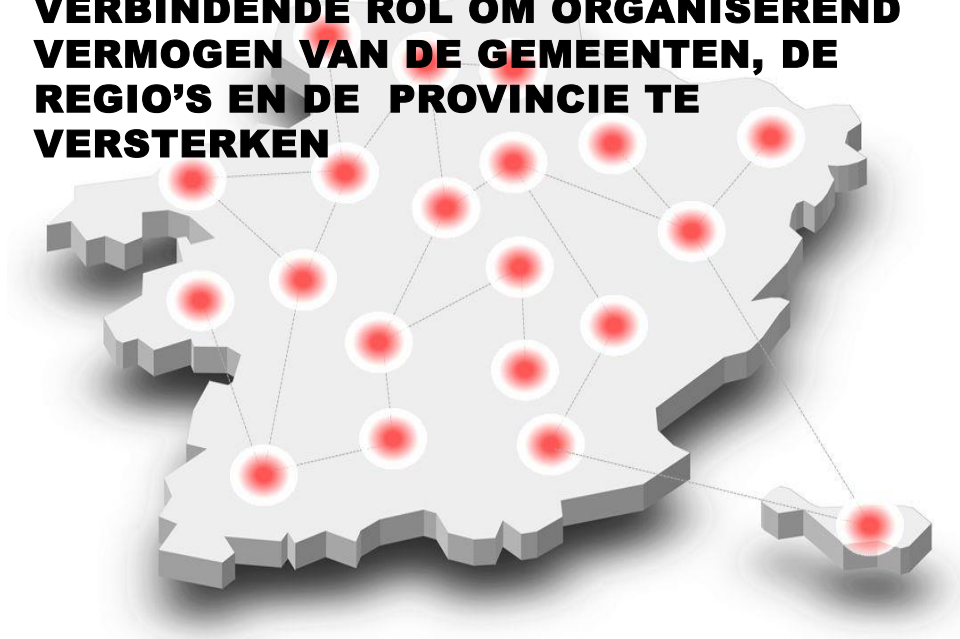 VERBINDENDE ROL OM ORGANISEREND
VERMOGEN VAN DE GEMEENTEN, DE
REGIO’S EN DE PROVINCIE TE
VERSTERKEN